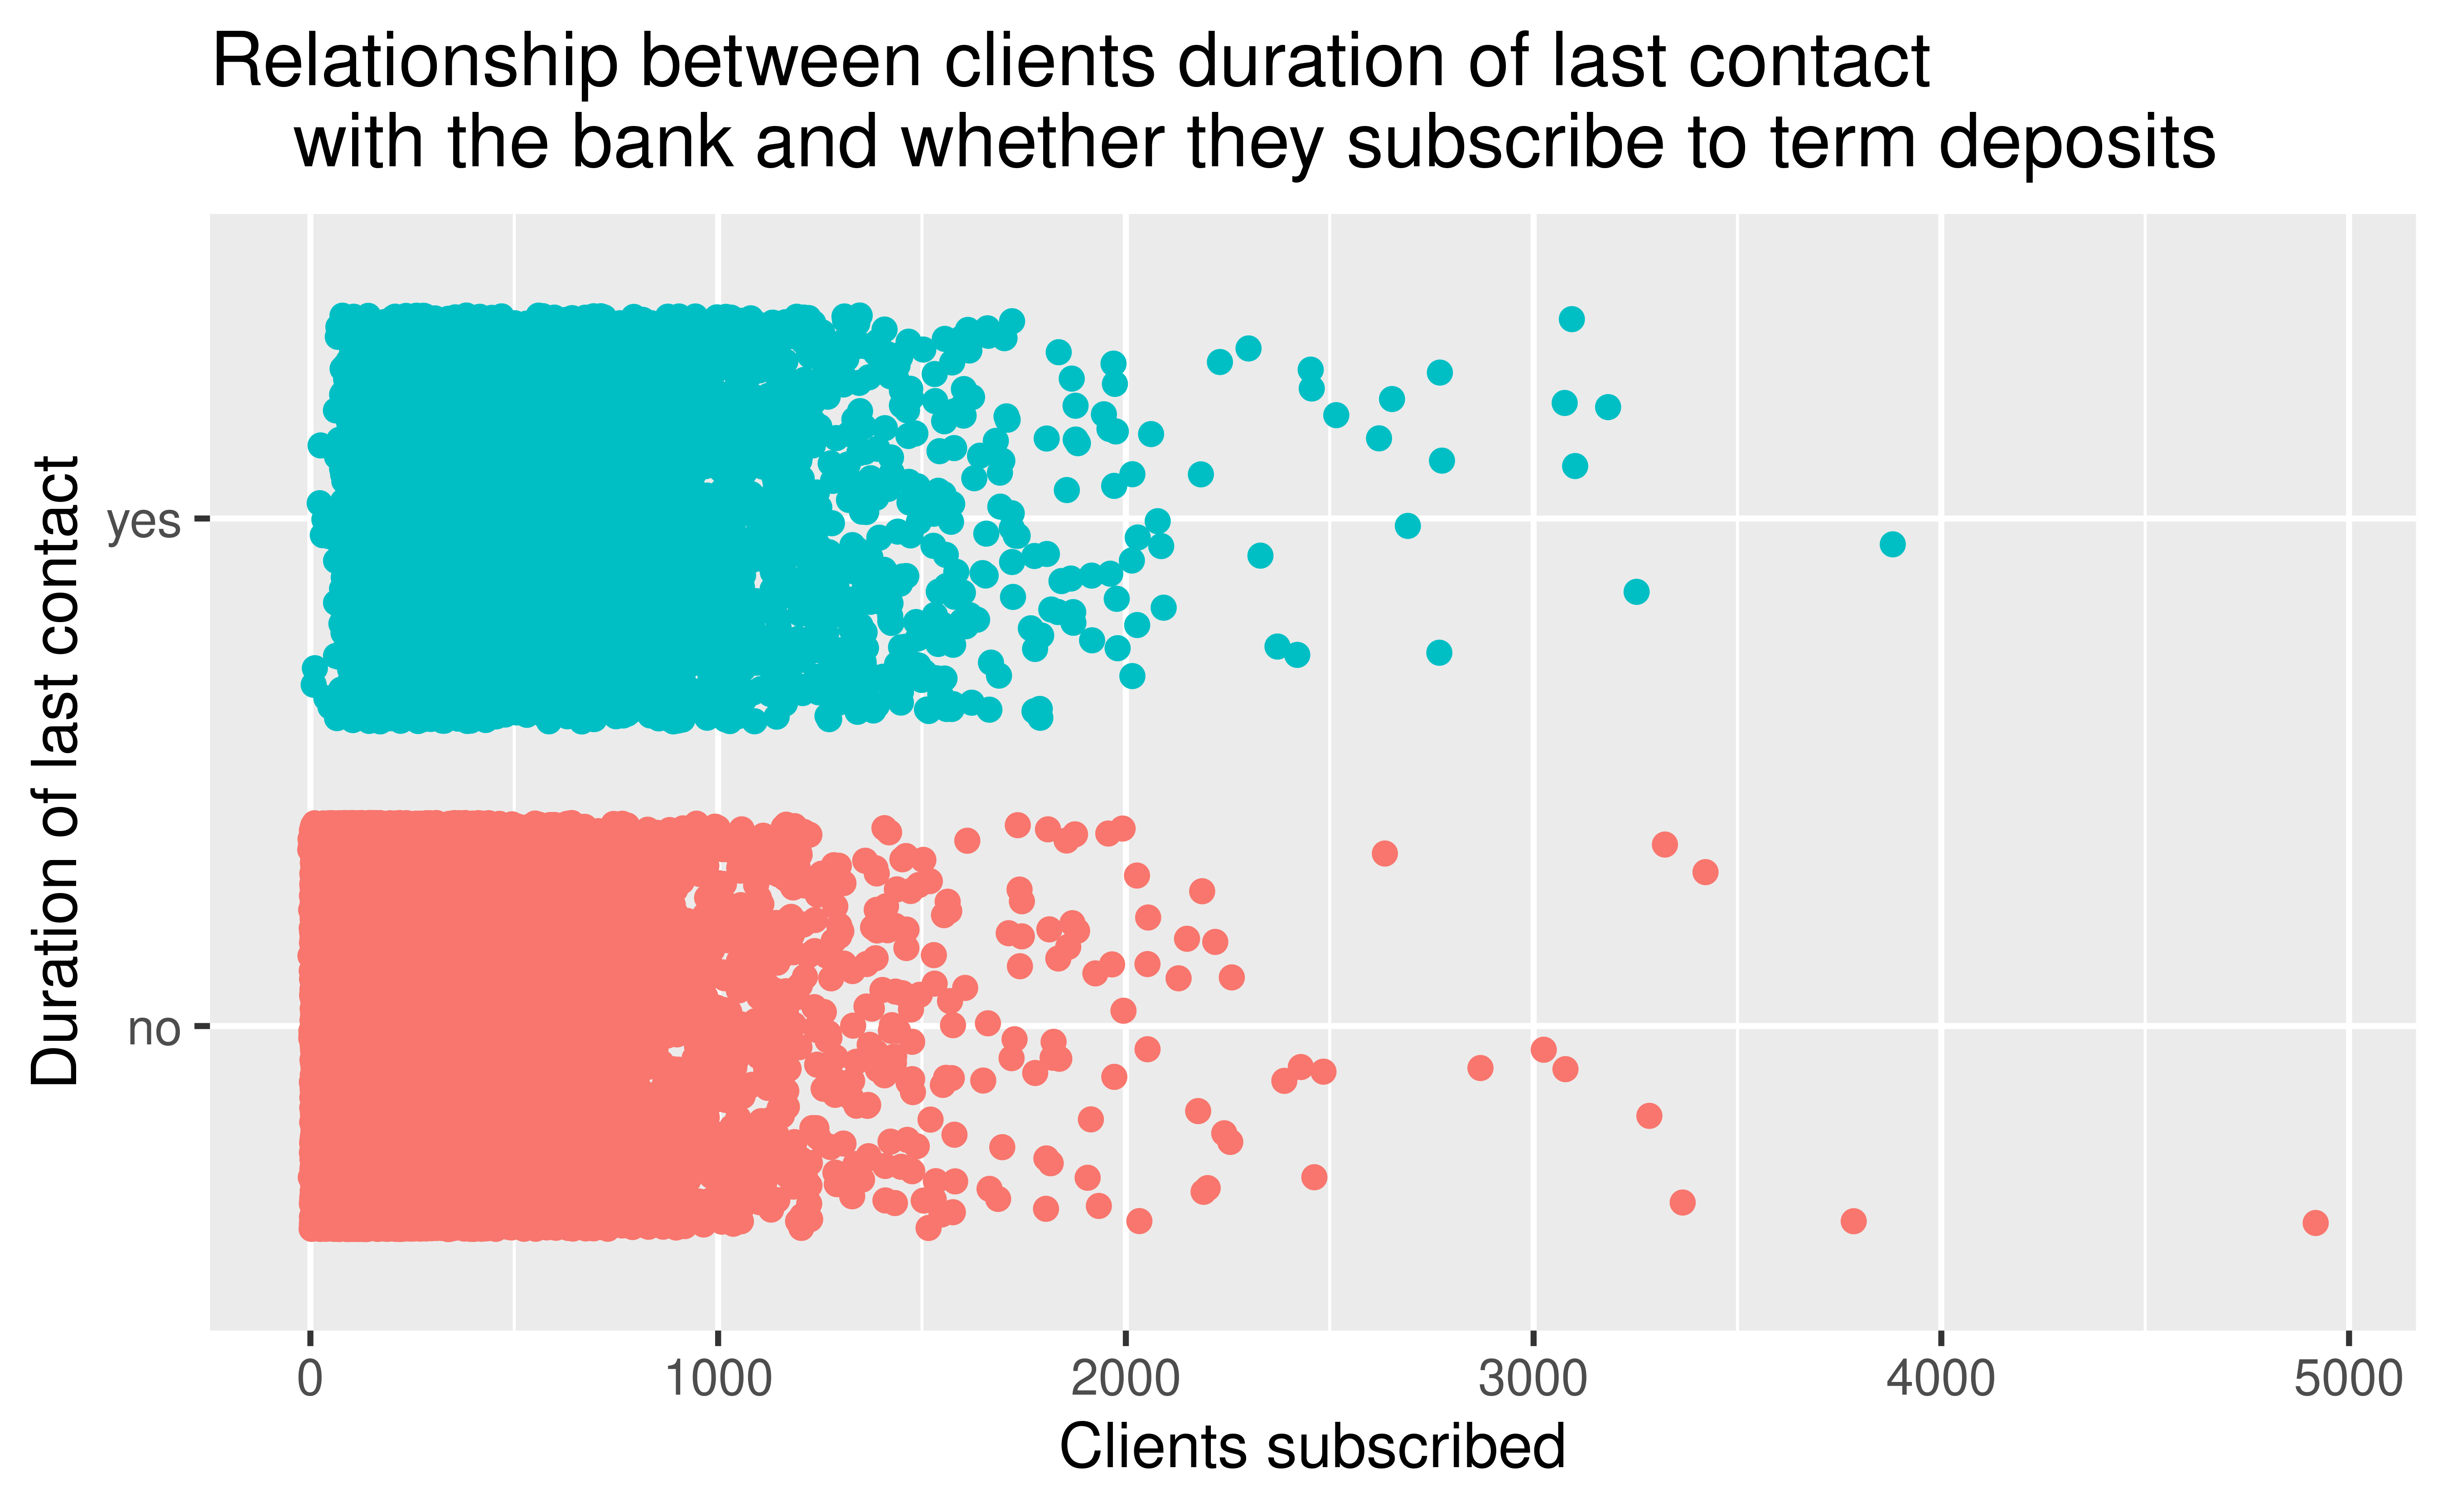 Relationship between clients duration of last contact
with the bank and whether they subscribe to term deposits
Duration of last contact
yes
no
0 1000 2000 3000 4000 5000
Clients subscribed